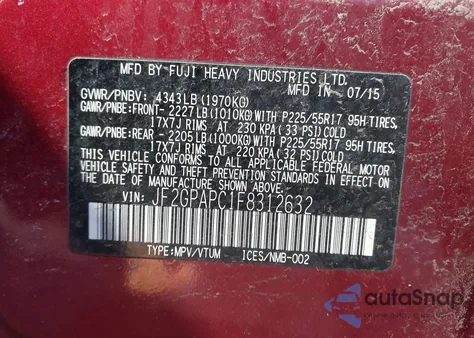 MFD BY FUJI HEAVY INDUSTRIES LTD.
GVWR/PNBV: 4343LB(1970KG) MFD IN 07/15
GAWR/PNBE:FRONT-2227LB(1010KG)WITH P225/55R17 95H TIRES,
17X7J RIMS AT 230 KPA(33 PSI)COLD
GAWR/PNBE:REAR -2205LB(1000KG)WITH P225/55R17 95H TIRES,
17X7J RIMS AT 220 KPA(32 PSI)COLD
THIS VEHICLE CONFORMS TO ALL APPLICABLE FEDERAL MOTOR
VEHICLE SAFETY STANDARDS IN EFFECT ON THE DATE OF
MANUFACTURE SHOWN ABOVE.
VIN: JF2GPAPC1F8312632
TYPE:MPV/VTUM ICES/NMB-002
autoSnap